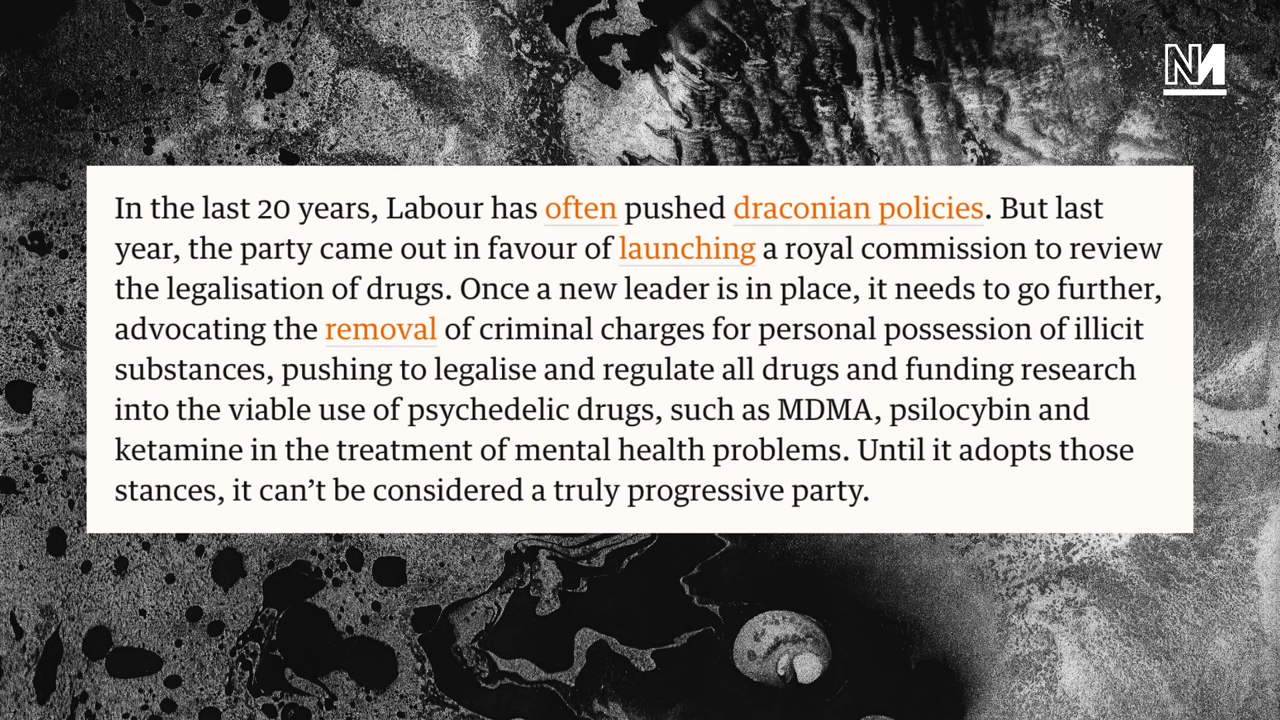 NM
In the last 20 years, Labour has often pushed draconian policies. But last
year, the party came out in favour of launching a royal commission to review
the legalisation of drugs. Once a new leader is in place, it needs to go further,
advocating the removal of criminal charges for personal possession of illicit
substances, pushing to legalise and regulate all drugs and funding research
into the viable use of psychedelic drugs, such as MDMA, psilocybin and
ketamine in the treatment of mental health problems. Until it adopts those
stances, it can’t be considered a truly progressive party.